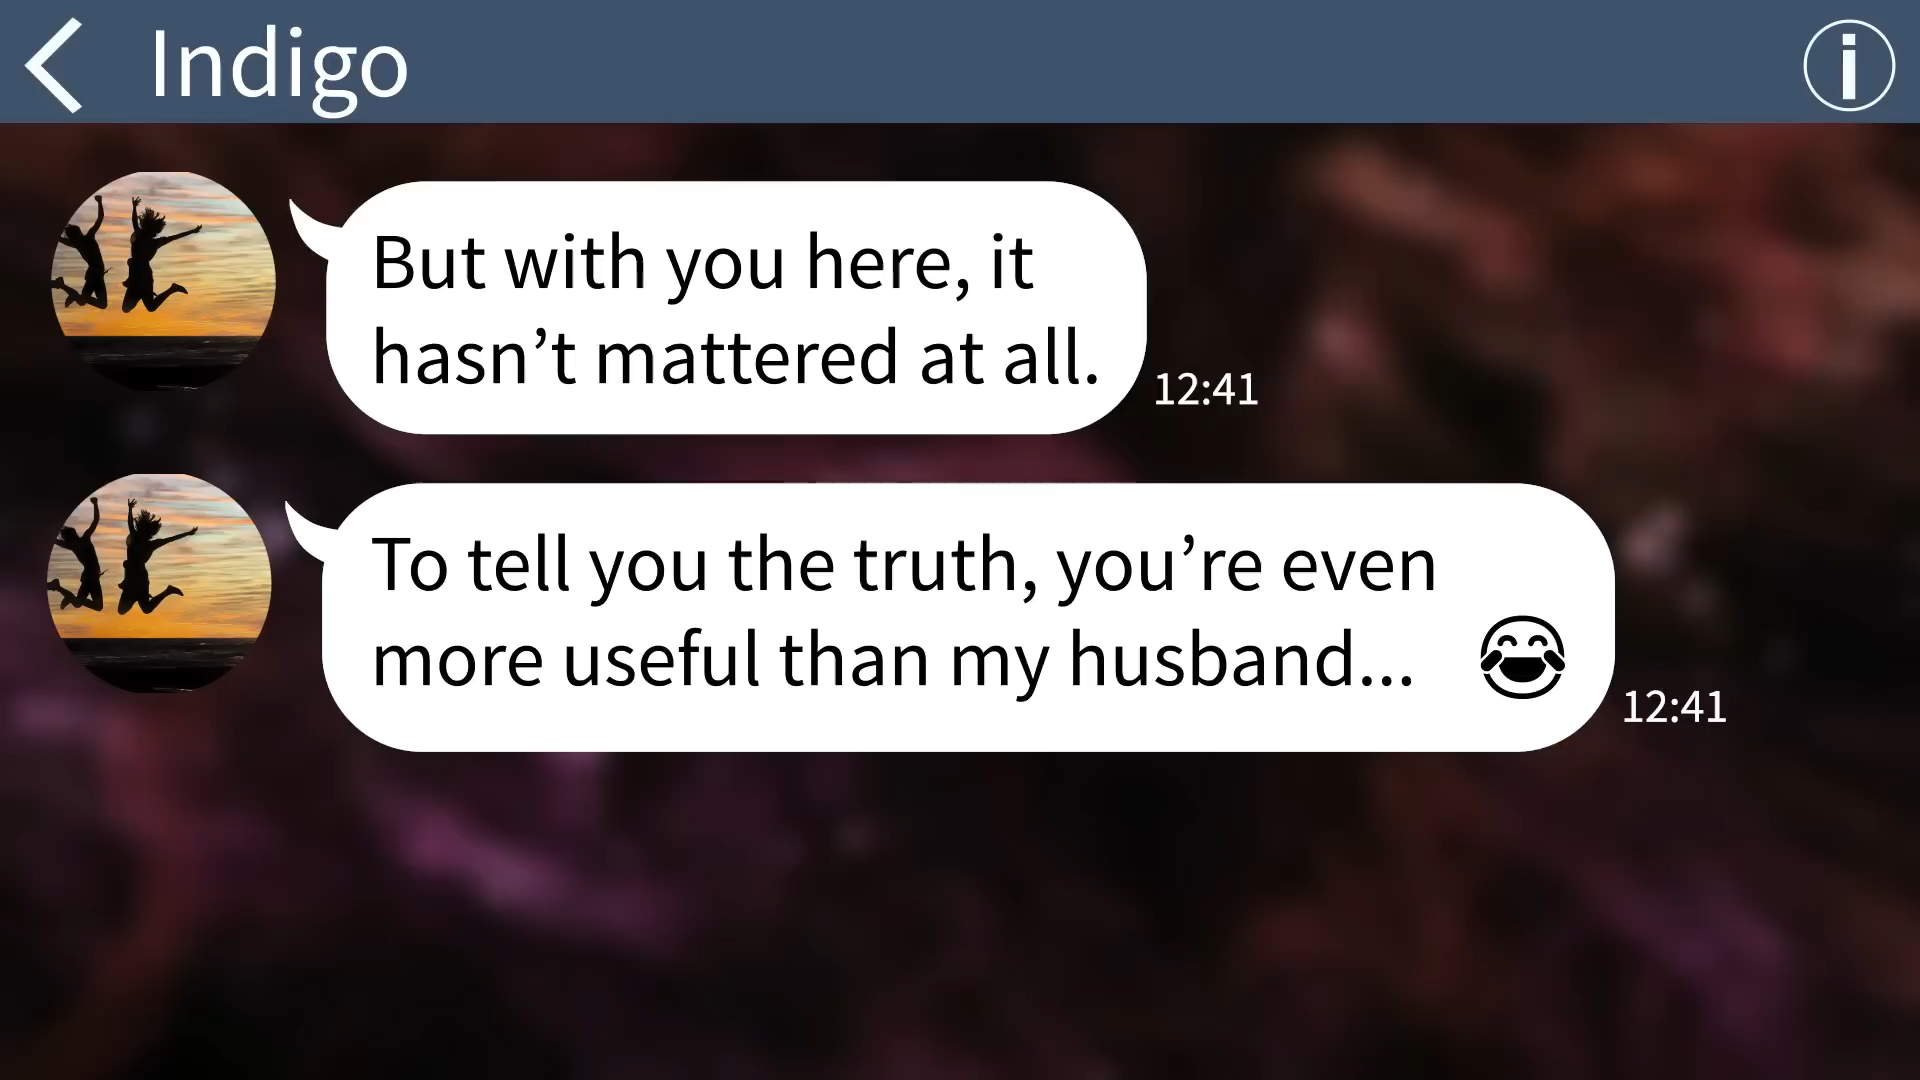 Indigo
But with you here, it
hasn’t mattered at all.
12:41
To tell you the truth, you’re even
more useful than my husband... 😂
12:41